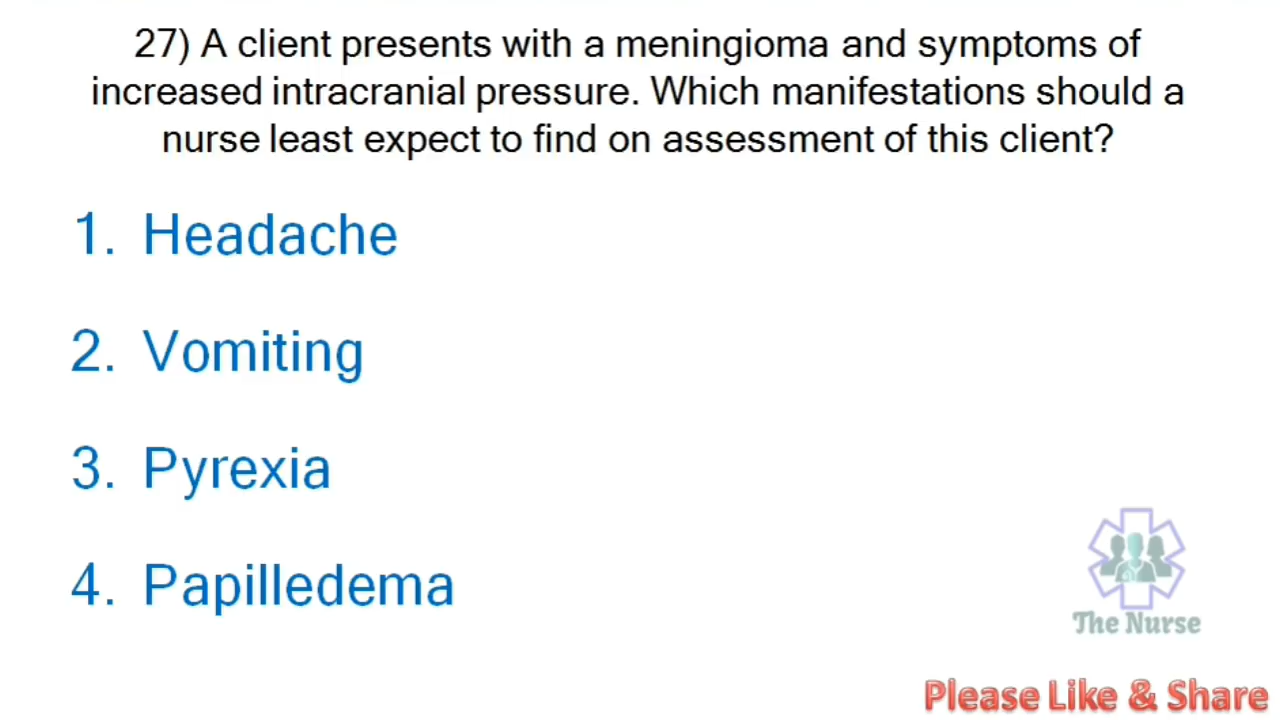 27) A client presents with a meningioma and symptoms of
increased intracranial pressure. Which manifestations should a
nurse least expect to find on assessment of this client?
1. Headache
2. Vomiting
3. Pyrexia
4. Papilledema
The Nurse
Please Like & Share